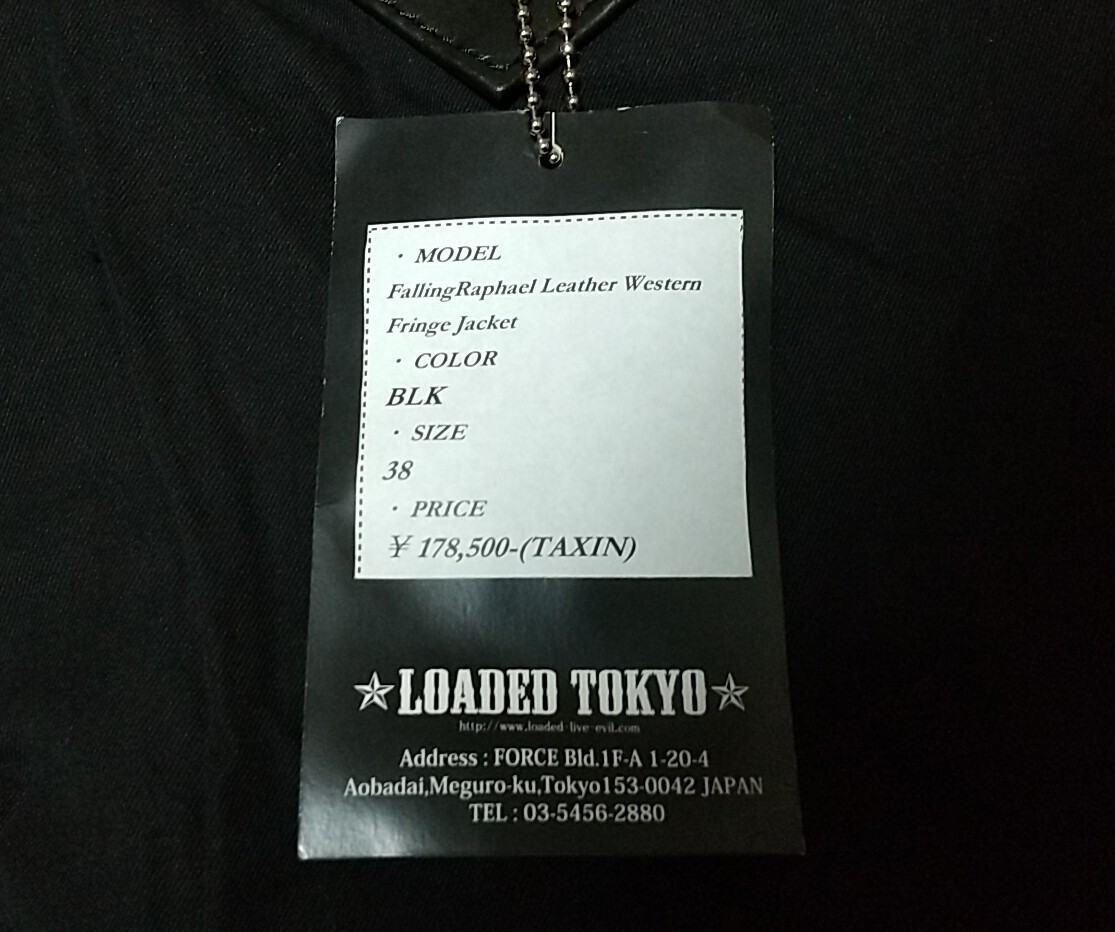 ・ MODEL
FallingRaphael Leather Western
Fringe Jacket
・ COLOR
BLK
・ SIZE
38
・ PRICE
￥178,500-(TAXIN)
★LOADED TOKYO★
http://www.loaded-live-evil.com
Address : FORCE Bld.1F-A 1-20-4
Aobadai,Meguro-ku,Tokyo153-0042 JAPAN
TEL : 03-5456-2880